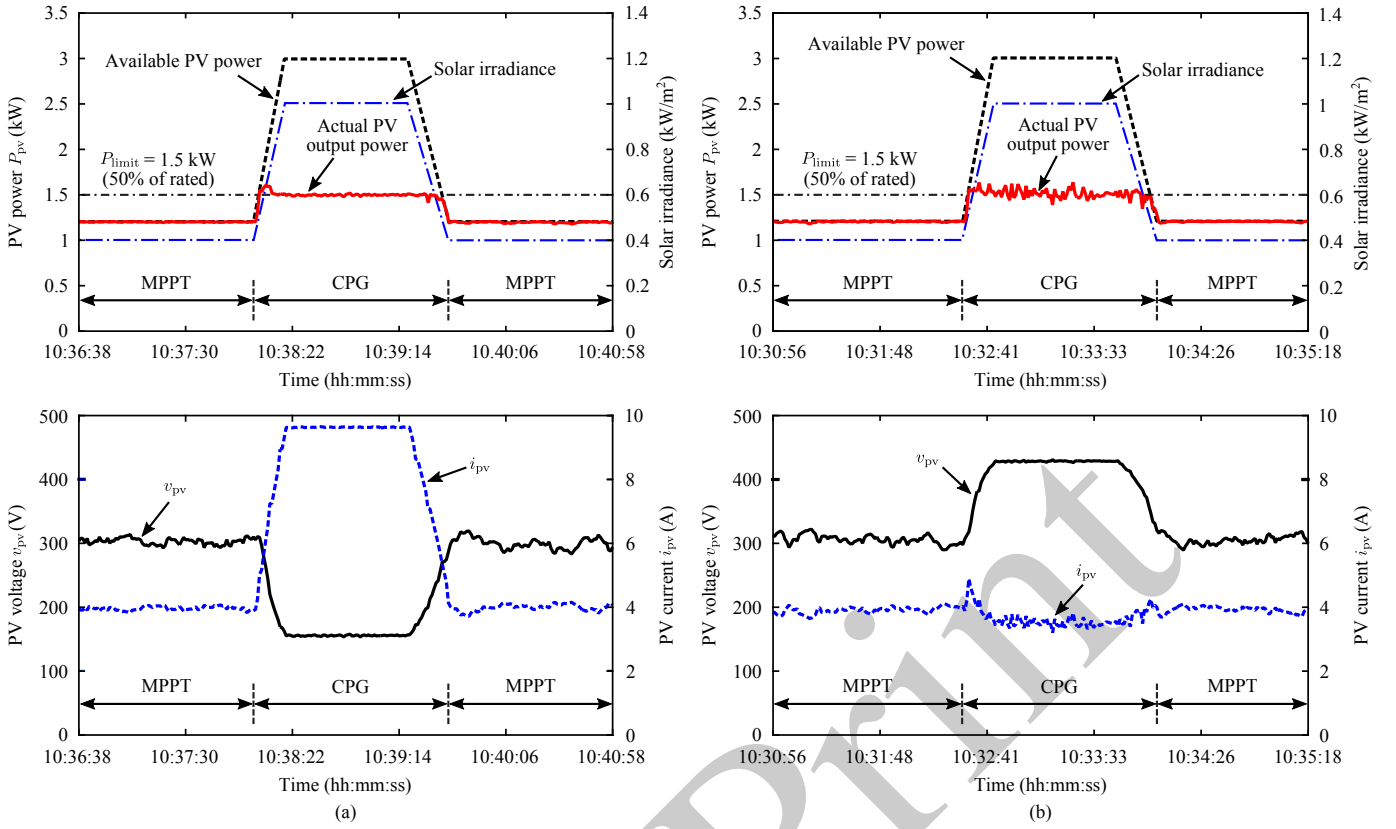 3.5
3
2.5
2
1.5
1
0.5
0
PV power Ppv (kW)
1.4
1.2
1
0.8
0.6
0.4
0.2
0
Solar irradiance (kW/m²)
Available PV
power
Solar irradiance
Actual PV
output power
Plimit = 1.5 kW
(50% of rated)
MPPT
CPG
MPPT
10:36:38
10:37:30
10:38:22
10:39:14
10.40:06
10:40:58
Time (hh:mm:ss)
3.5
3
2.5
2
1.5
1
0.5
0
PV power Ppv (kW)
1.4
1.2
1
0.8
0.6
0.4
0.2
0
Solar irradiance (kW/m²)
Available PV
power
Solar irradiance
Actual PV
output power
Plimit = 1.5 kW
(50% of rated)
MPPT
CPG
MPPT
10:30:56
10:31:48
10:32:41
10:33:33
10:34:26
10:35:18
Time (hh:mm:ss)
500
400
300
200
100
0
PV voltage vpv (V)
10
8
6
4
2
0
PV current ipv (A)
vpv
ipv
MPPT
CPG
MPPT
10:36:38
10:37:30
10:38:22
10:39:14
10:40:06
10:40:58
Time (hh:mm:ss)
(a)
500
400
300
200
100
0
PV voltage vpv (V)
10
8
6
4
2
0
PV current ipv (A)
vpv
ipv
MPPT
CPG
MPPT
10:30:56
10:31:48
10:32:41
10:33:33
10:34:26
10:35:18
Time (hh:mm:ss)
(b)
Print